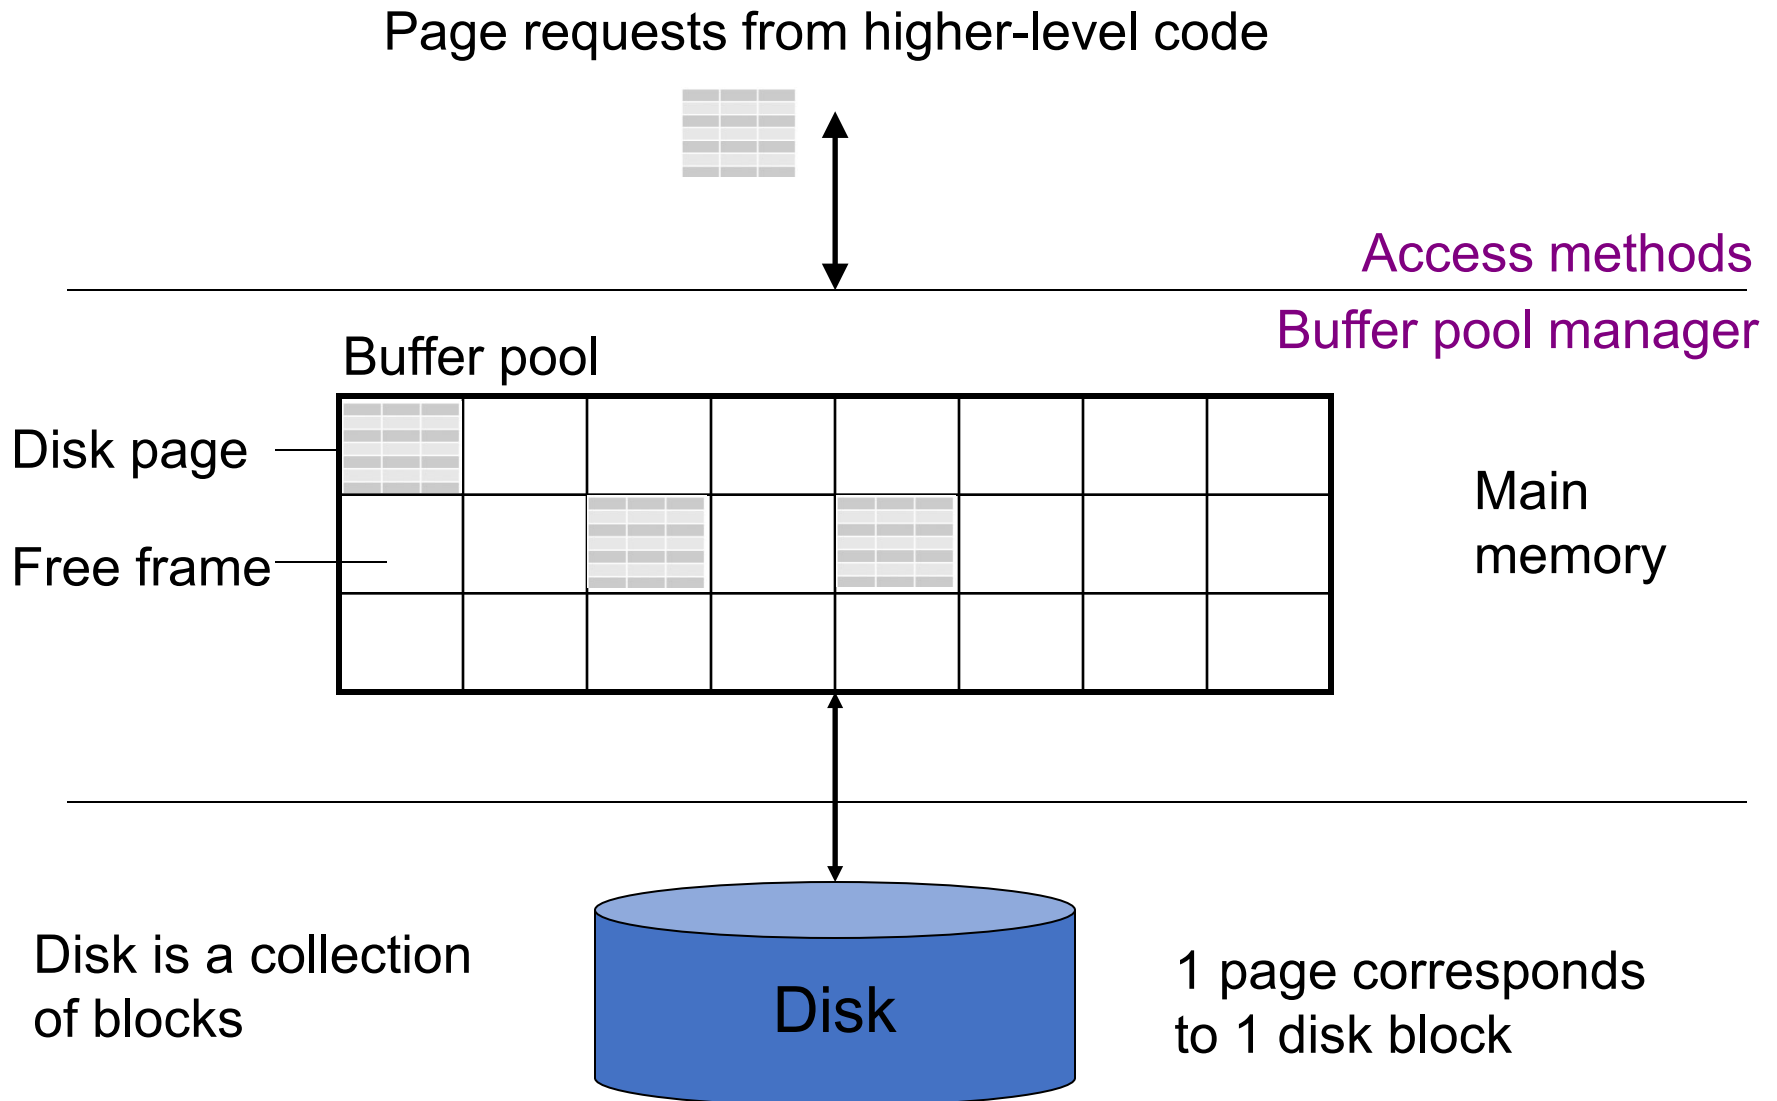 Page requests from higher-level code
Access methods
Buffer pool manager
Buffer pool
Disk page
Free frame
Main
memory
Disk is a collection
of blocks
Disk
1 page corresponds
to 1 disk block